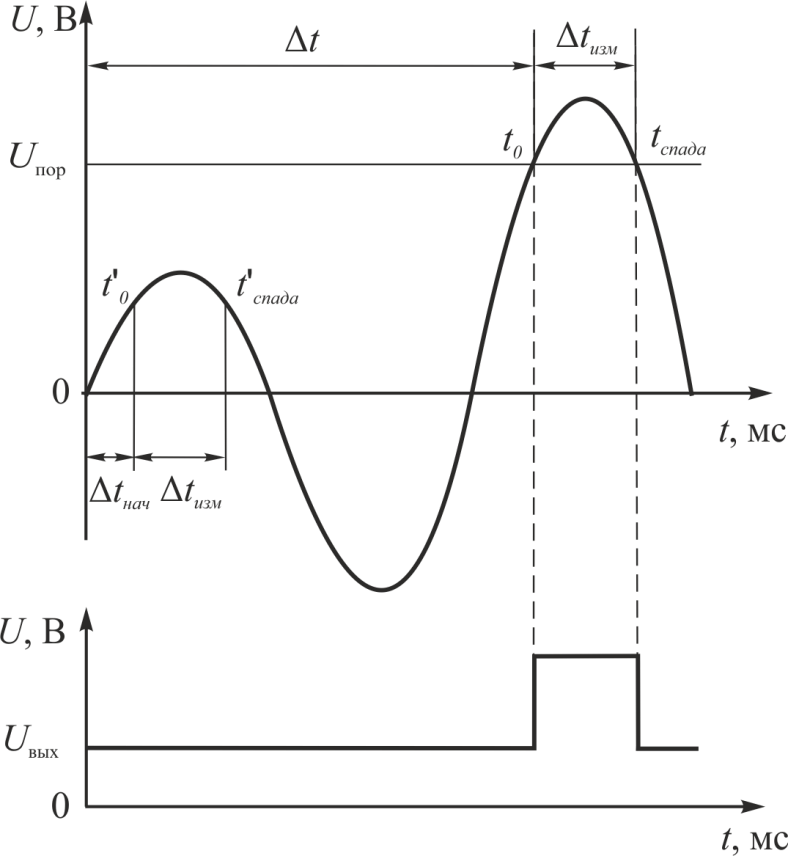 U, В
Δt
Δtизм
t0
tспада
Uпор
t'0
t'спада
0
t, мс
Δtнач
Δtизм
U, В
Uвых
0
t, мс